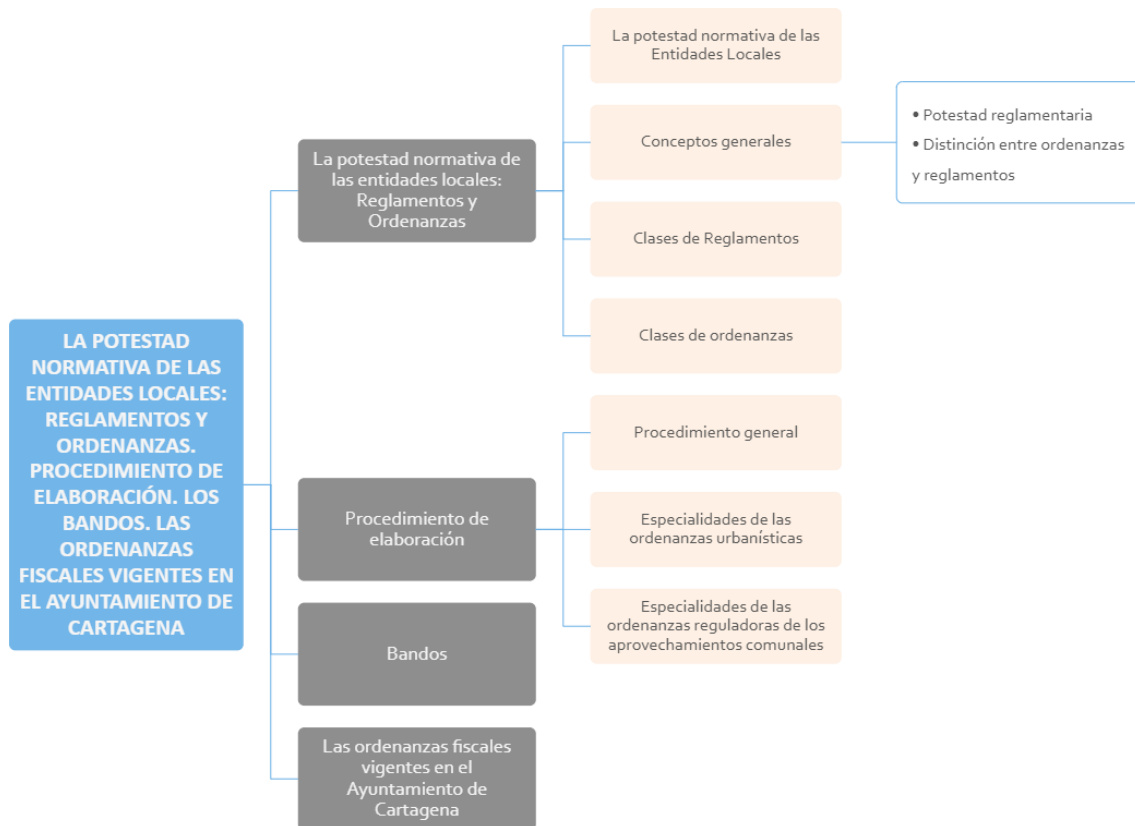 LA POTESTAD
NORMATIVA DE LAS
ENTIDADES LOCALES:
REGLAMENTOS Y
ORDENANZAS.
PROCEDIMIENTO DE
ELABORACIÓN. LOS
BANDOS. LAS
ORDENANZAS
FISCALES VIGENTES EN
EL AYUNTAMIENTO DE
CARTAGENA
La potestad normativa de
las entidades locales:
Reglamentos y
Ordenanzas
La potestad normativa de las
Entidades Locales
Conceptos generales
• Potestad reglamentaria
• Distinción entre ordenanzas
y reglamentos
Clases de Reglamentos
Clases de ordenanzas
Procedimiento de
elaboración
Procedimiento general
Especialidades de las
ordenanzas urbanísticas
Especialidades de las
ordenanzas reguladoras de los
aprovechamientos comunales
Bandos
Las ordenanzas fiscales
vigentes en el
Ayuntamiento de
Cartagena